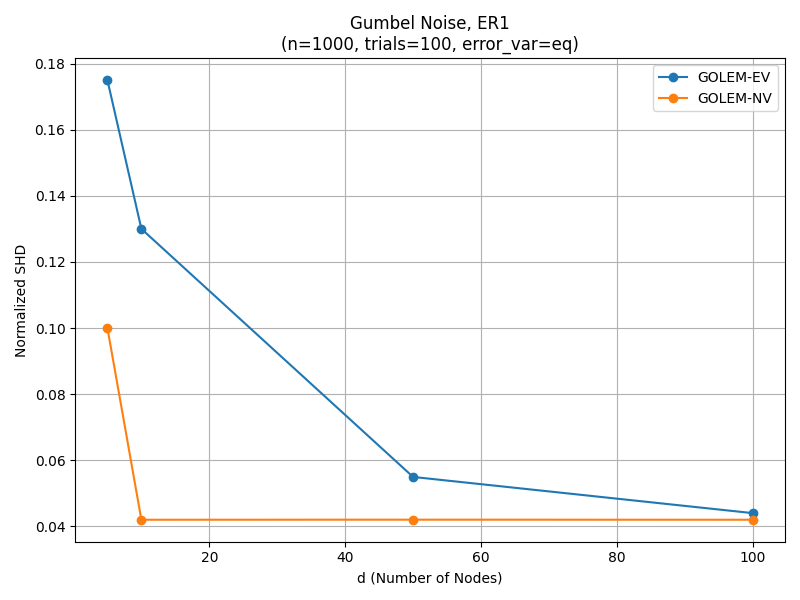 Gumbel Noise, ER1
(n=1000, trials=100, error_var=eq)
GOLEM-EV
GOLEM-NV
Normalized SHD
0.18
0.16
0.14
0.12
0.10
0.08
0.06
0.04
20
40
60
80
100
d (Number of Nodes)